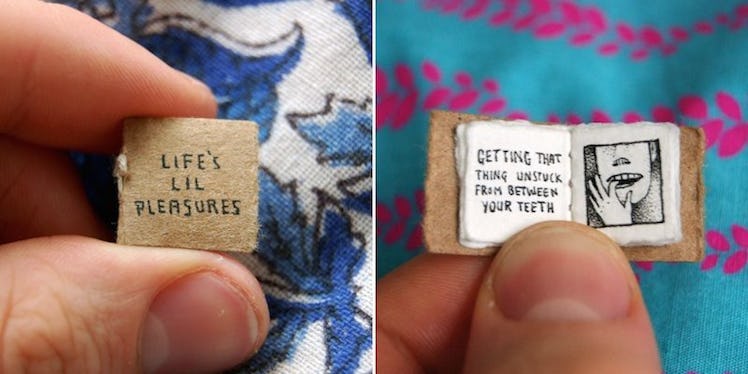 LIFE'S
LIL
PLEASURES
GETTING THAT
THING UNSTUCK
FROM BETWEEN
YOUR TEETH